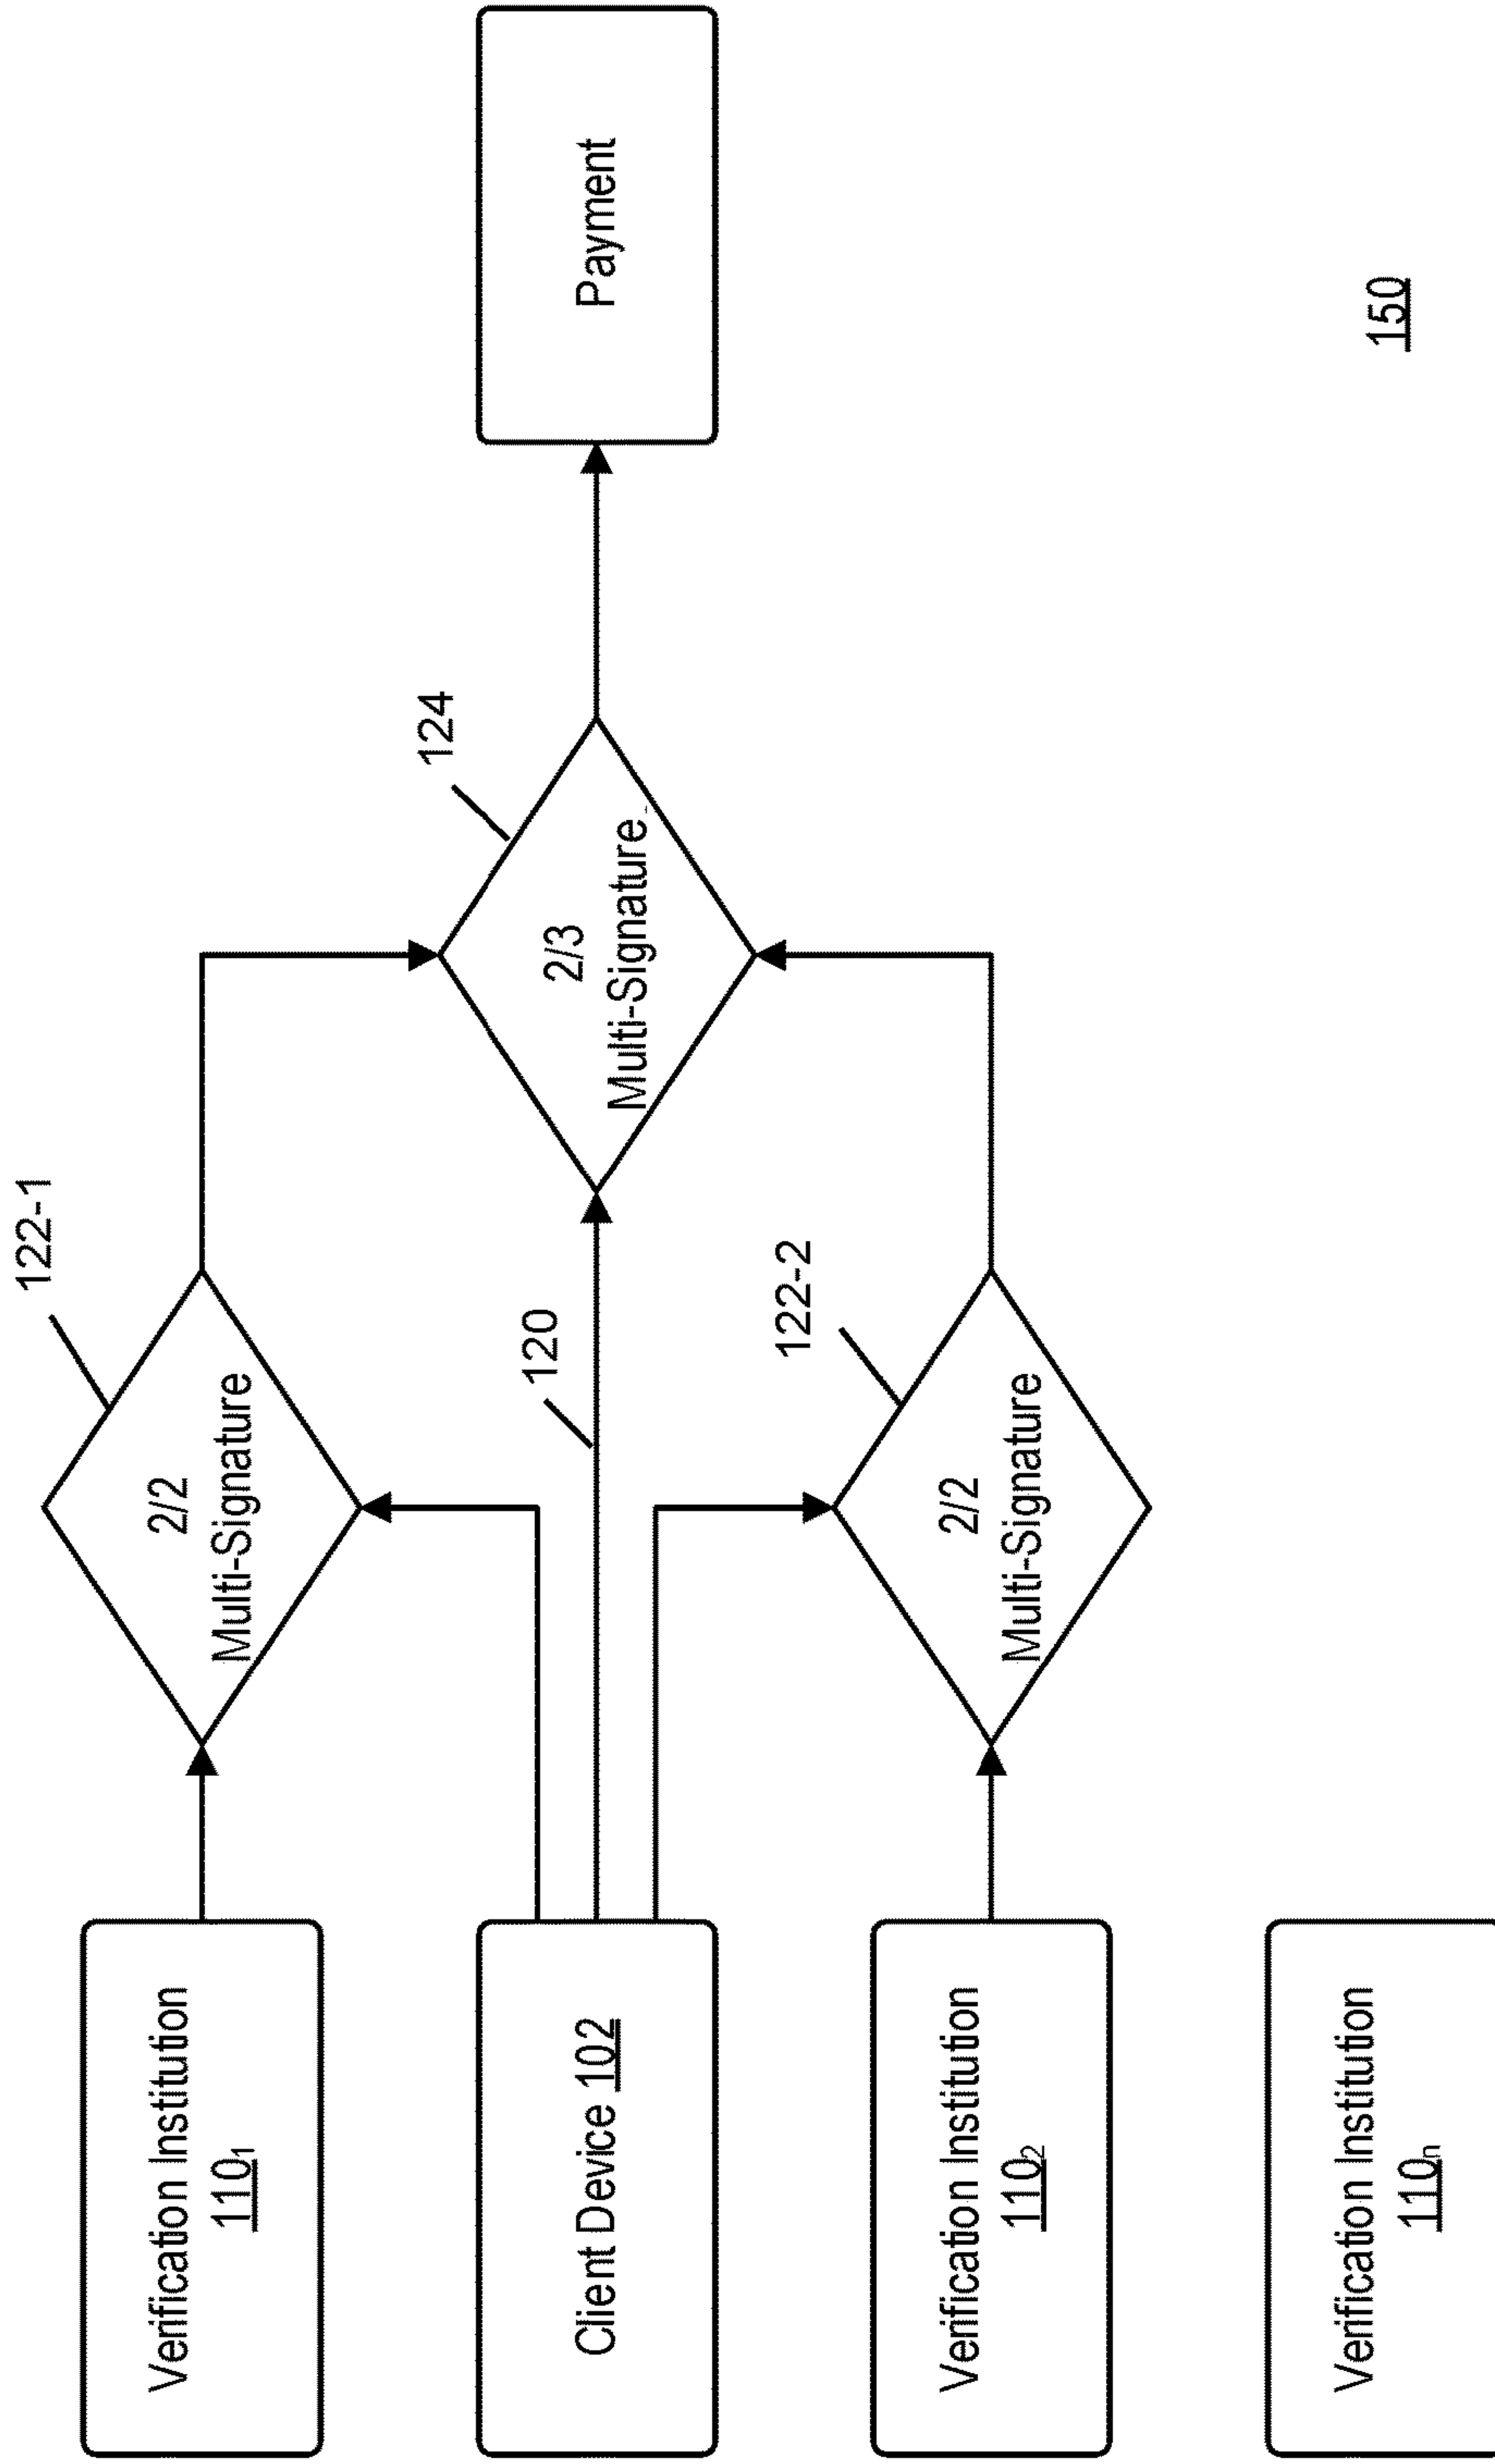 Verification Institution
110₁
2/2
Multi-Signature
122-1
Client Device 102
120
2/3
Multi-Signature
124
Payment
Verification Institution
110₂
2/2
Multi-Signature
122-2
Verification Institution
110ₙ
150